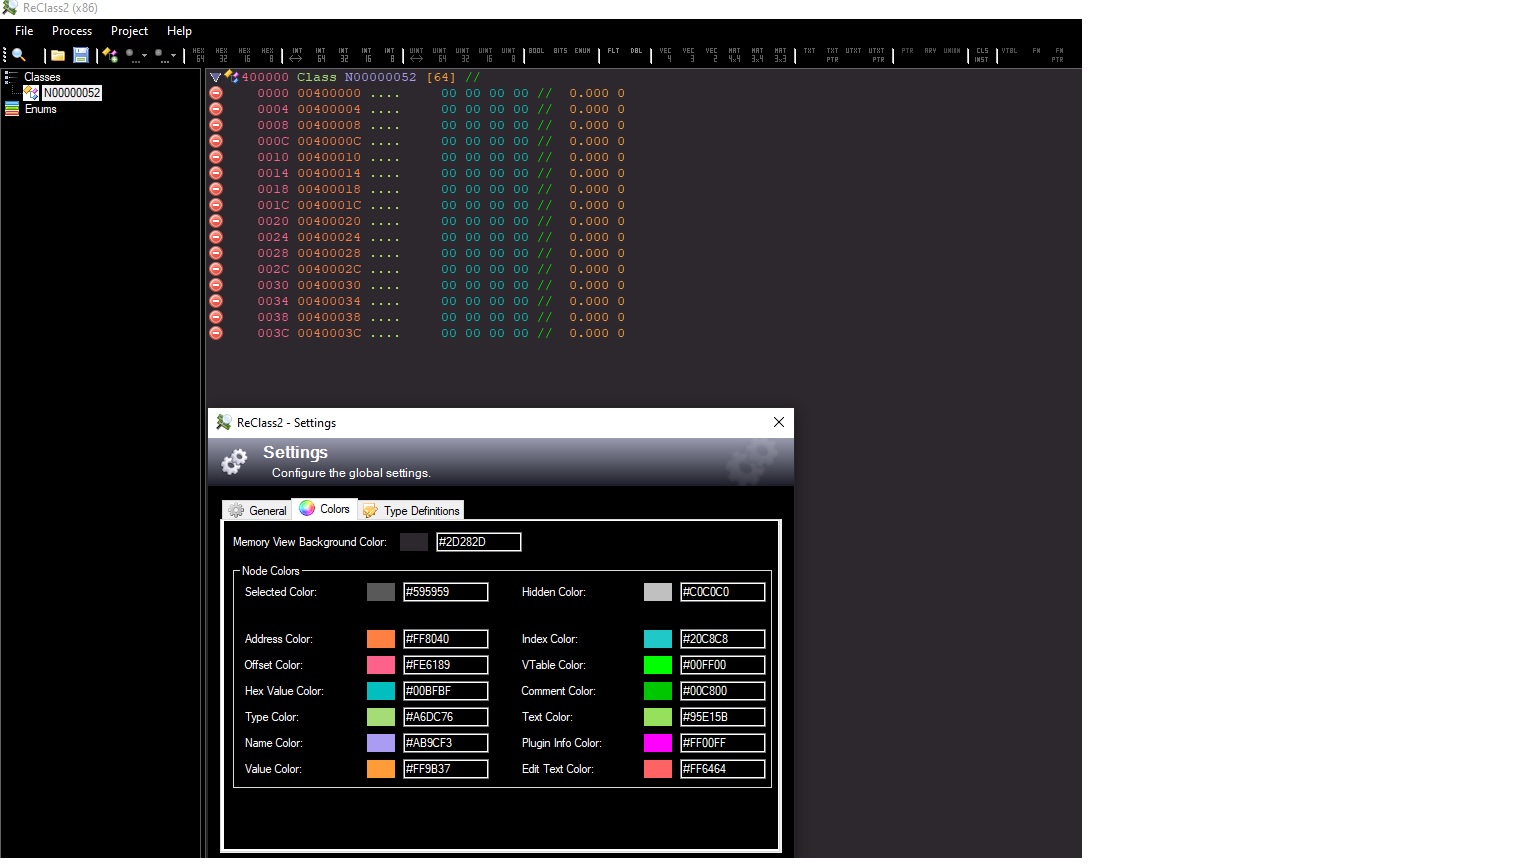 ReClass2 (x86)
File Process Project Help
HEX 64 HEX 32 HEX 16 HEX 8 INT INT 64 INT 32 INT 16 INT 8 UINT UINT 64 UINT 32 UINT 16 UINT 8 BOOL BITS ENUM FLT DBL VEC 4 VEC 3 VEC 2 MAT 4x4 MAT 3x4 MAT 3x3 TXT TXT PTR UTXT UTXT PTR PTR ARY UNION CLS INST VTBL FN FN PTR
Classes
N00000052
Enums
400000 Class N00000052 [64] //
0000 00400000 .... 00 00 00 00 // 0.000 0
0004 00400004 .... 00 00 00 00 // 0.000 0
0008 00400008 .... 00 00 00 00 // 0.000 0
000C 0040000C .... 00 00 00 00 // 0.000 0
0010 00400010 .... 00 00 00 00 // 0.000 0
0014 00400014 .... 00 00 00 00 // 0.000 0
0018 00400018 .... 00 00 00 00 // 0.000 0
001C 0040001C .... 00 00 00 00 // 0.000 0
0020 00400020 .... 00 00 00 00 // 0.000 0
0024 00400024 .... 00 00 00 00 // 0.000 0
0028 00400028 .... 00 00 00 00 // 0.000 0
002C 0040002C .... 00 00 00 00 // 0.000 0
0030 00400030 .... 00 00 00 00 // 0.000 0
0034 00400034 .... 00 00 00 00 // 0.000 0
0038 00400038 .... 00 00 00 00 // 0.000 0
003C 0040003C .... 00 00 00 00 // 0.000 0
ReClass2 - Settings
Settings
Configure the global settings.
General Colors Type Definitions
Memory View Background Color: #2D282D
Node Colors
Selected Color: #595959 Hidden Color: #C0C0C0
Address Color: #FF8040 Index Color: #20C8C8
Offset Color: #FE6189 VTable Color: #00FF00
Hex Value Color: #00BFBF Comment Color: #00C800
Type Color: #A6DC76 Text Color: #95E15B
Name Color: #AB9CF3 Plugin Info Color: #FF00FF
Value Color: #FF9B37 Edit Text Color: #FF6464